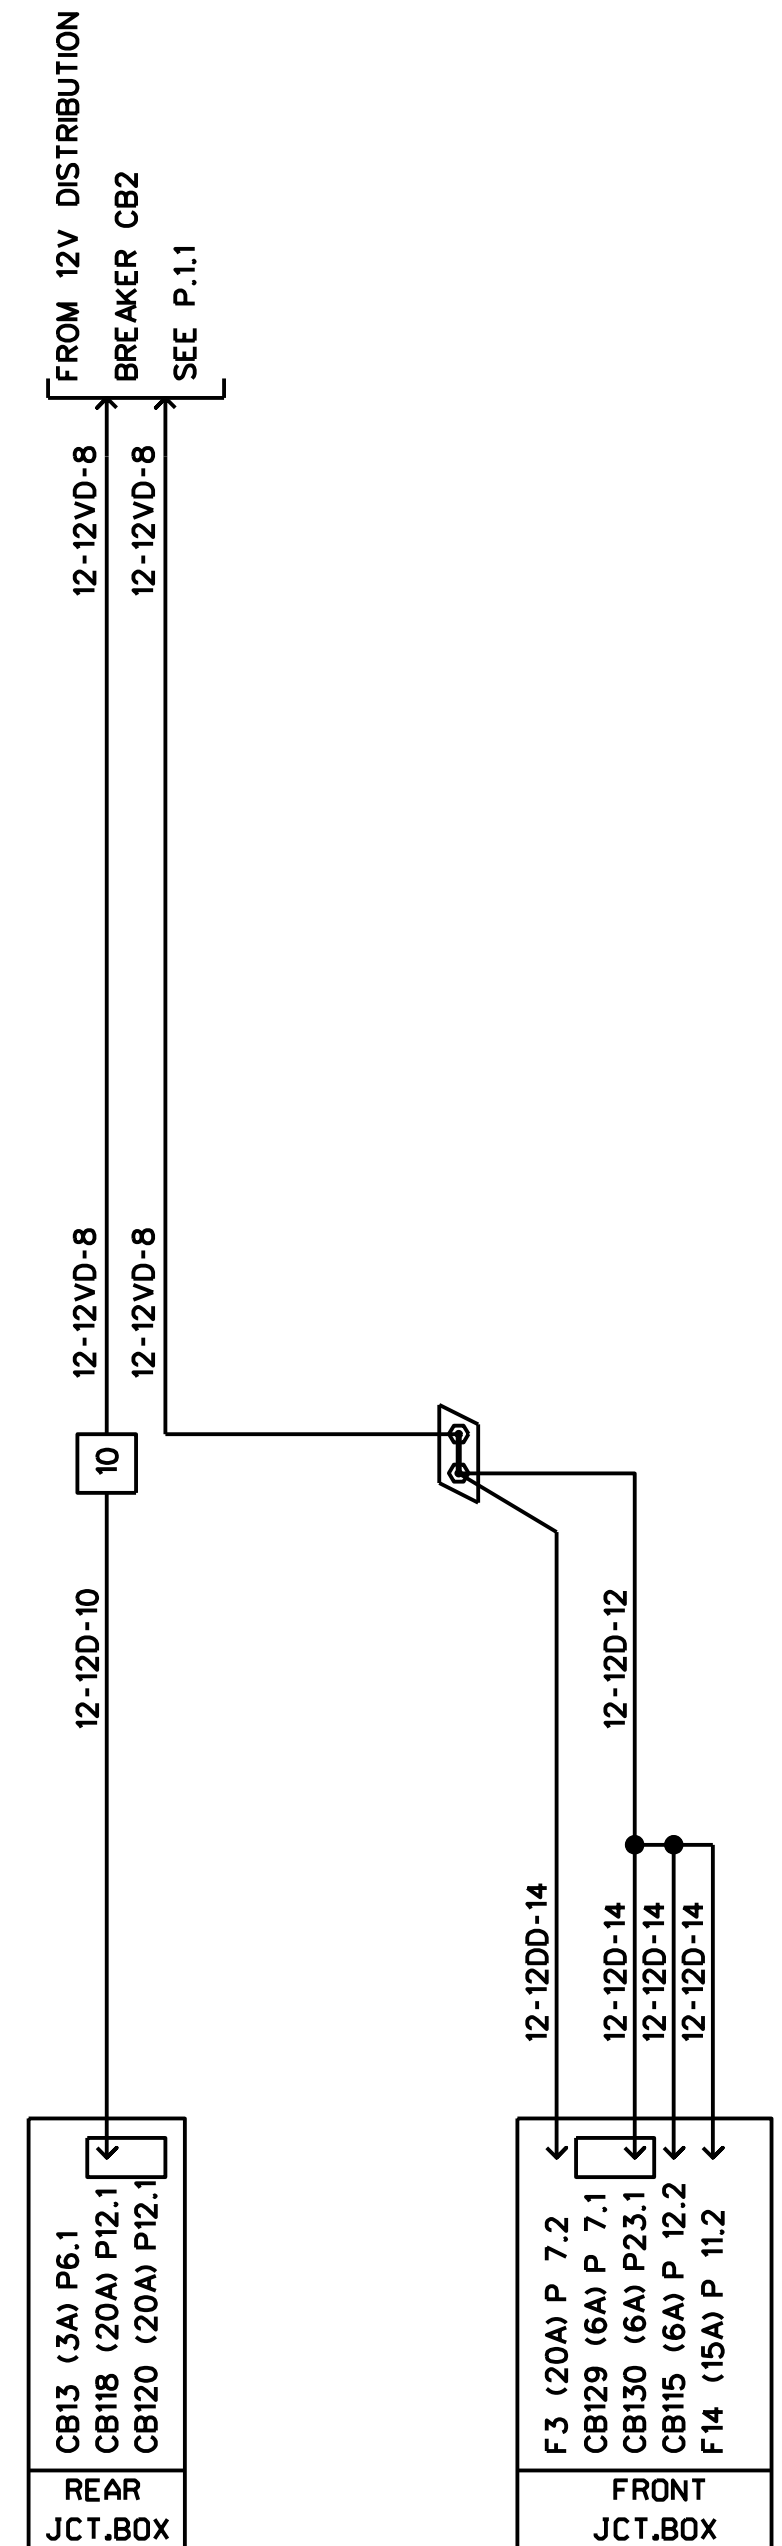 FROM 12V DISTRIBUTION
BREAKER CB2
SEE P.1.1
12-12VD-8
12-12VD-8
12-12VD-8
12-12VD-8
10
12-12D-10
12-12D-12
12-12DD-14
12-12D-14
12-12D-14
12-12D-14
CB13 (3A) P6.1
CB118 (20A) P12.1
CB120 (20A) P12.1
REAR
JCT.BOX
F3 (20A) P 7.2
CB129 (6A) P 7.1
CB130 (6A) P23.1
CB115 (6A) P 12.2
F14 (15A) P 11.2
FRONT
JCT.BOX